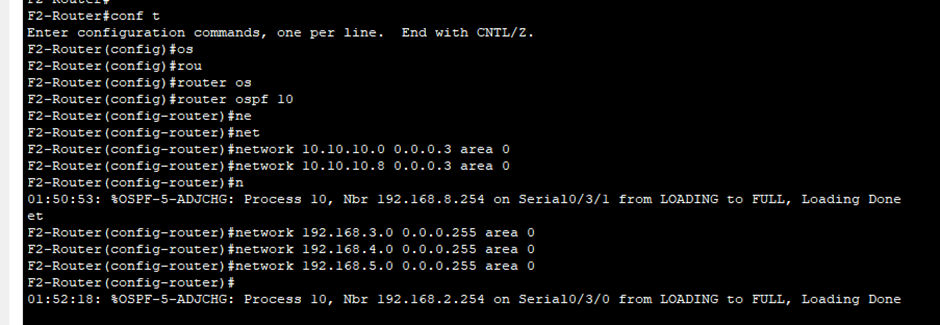 F2-Router#
F2-Router#conf t
Enter configuration commands, one per line.  End with CNTL/Z.
F2-Router(config)#os
F2-Router(config)#rou
F2-Router(config)#router os
F2-Router(config)#router ospf 10
F2-Router(config-router)#ne
F2-Router(config-router)#net
F2-Router(config-router)#network 10.10.10.0 0.0.0.3 area 0
F2-Router(config-router)#network 10.10.10.8 0.0.0.3 area 0
F2-Router(config-router)#n
01:50:53: %OSPF-5-ADJCHG: Process 10, Nbr 192.168.8.254 on Serial0/3/1 from LOADING to FULL, Loading Done
et
F2-Router(config-router)#network 192.168.3.0 0.0.0.255 area 0
F2-Router(config-router)#network 192.168.4.0 0.0.0.255 area 0
F2-Router(config-router)#network 192.168.5.0 0.0.0.255 area 0
F2-Router(config-router)#
01:52:18: %OSPF-5-ADJCHG: Process 10, Nbr 192.168.2.254 on Serial0/3/0 from LOADING to FULL, Loading Done